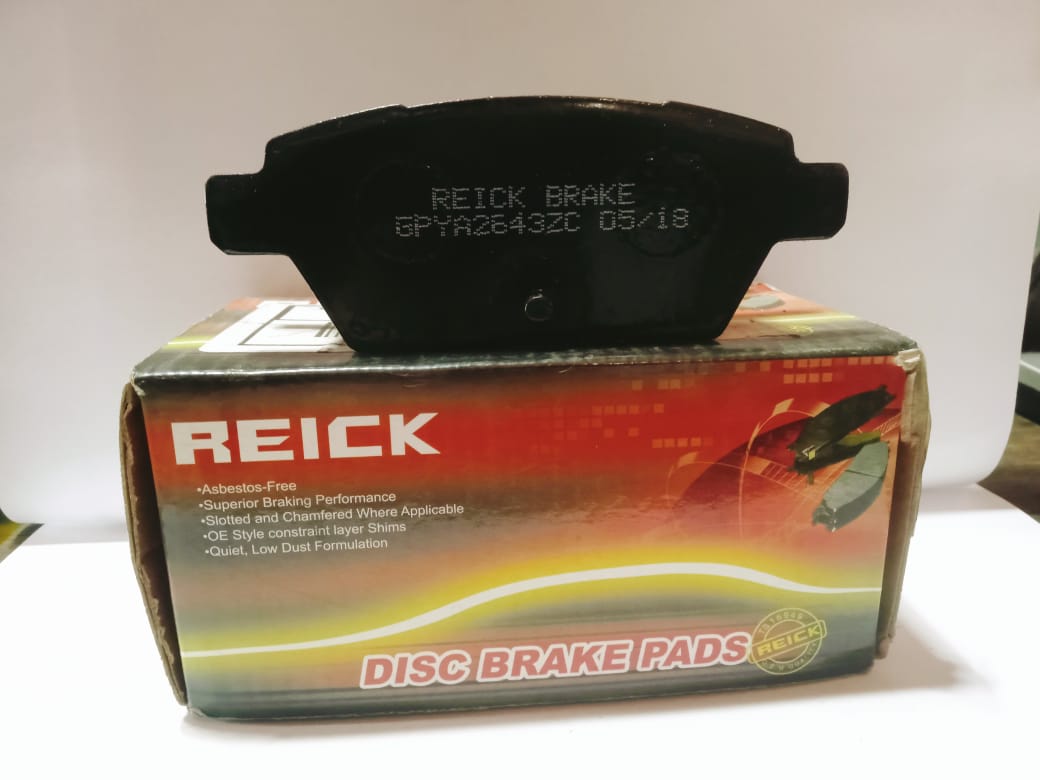 REICK BRAKE
GPYA2643ZC 05/18
REICK
•Asbestos-Free
•Superior Braking Performance
•Slotted and Chamfered Where Applicable
•OE Style constraint layer Shims
•Quiet, Low Dust Formulation
DISC BRAKE PADS
REICK